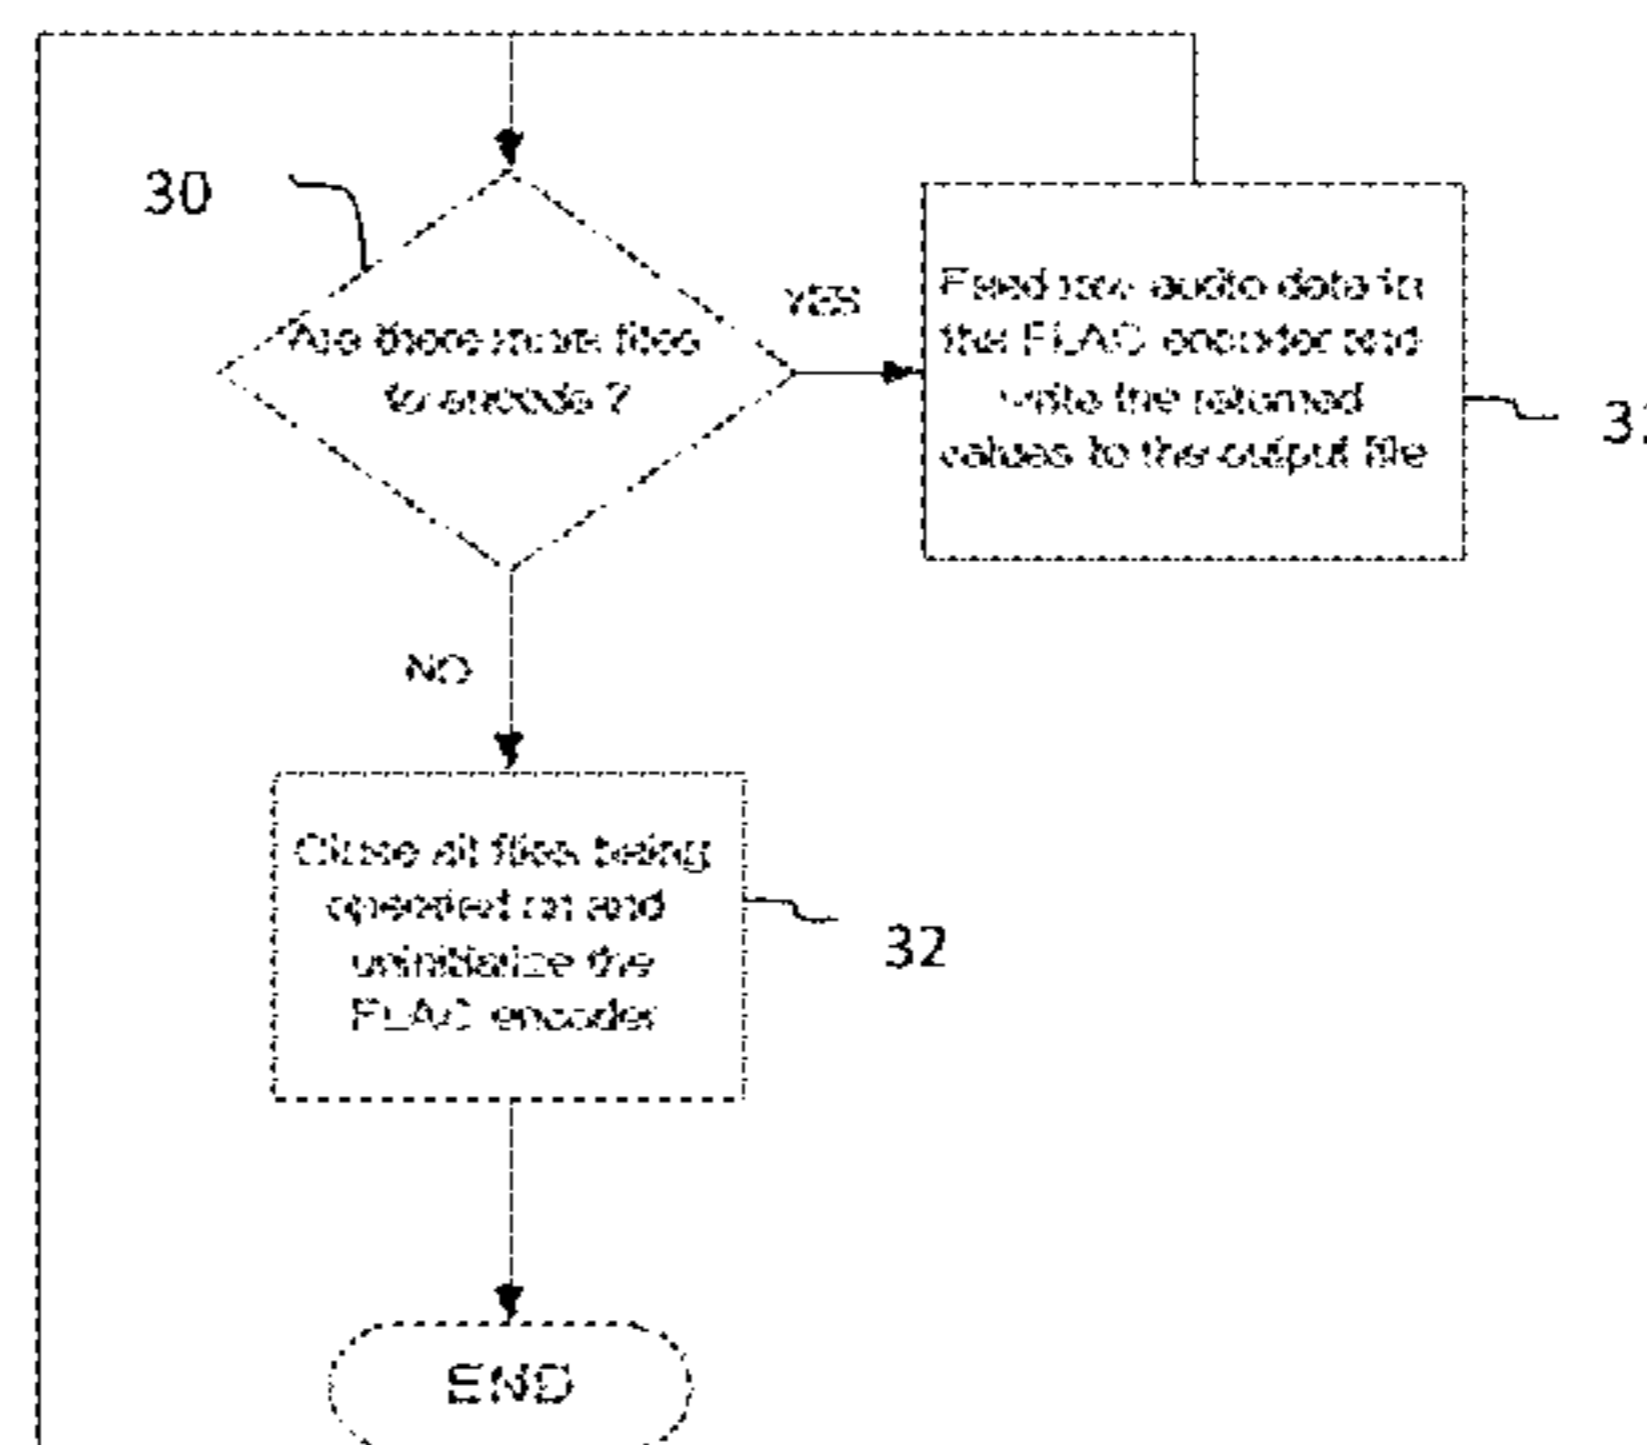 30
Are there more files
to encode ?
YES
Feed raw audio data to
the FLAC encoder and
write the returned
values to the output file
31
NO
Close all files being
operated on and
uninitialize the
FLAC encoder
32
END